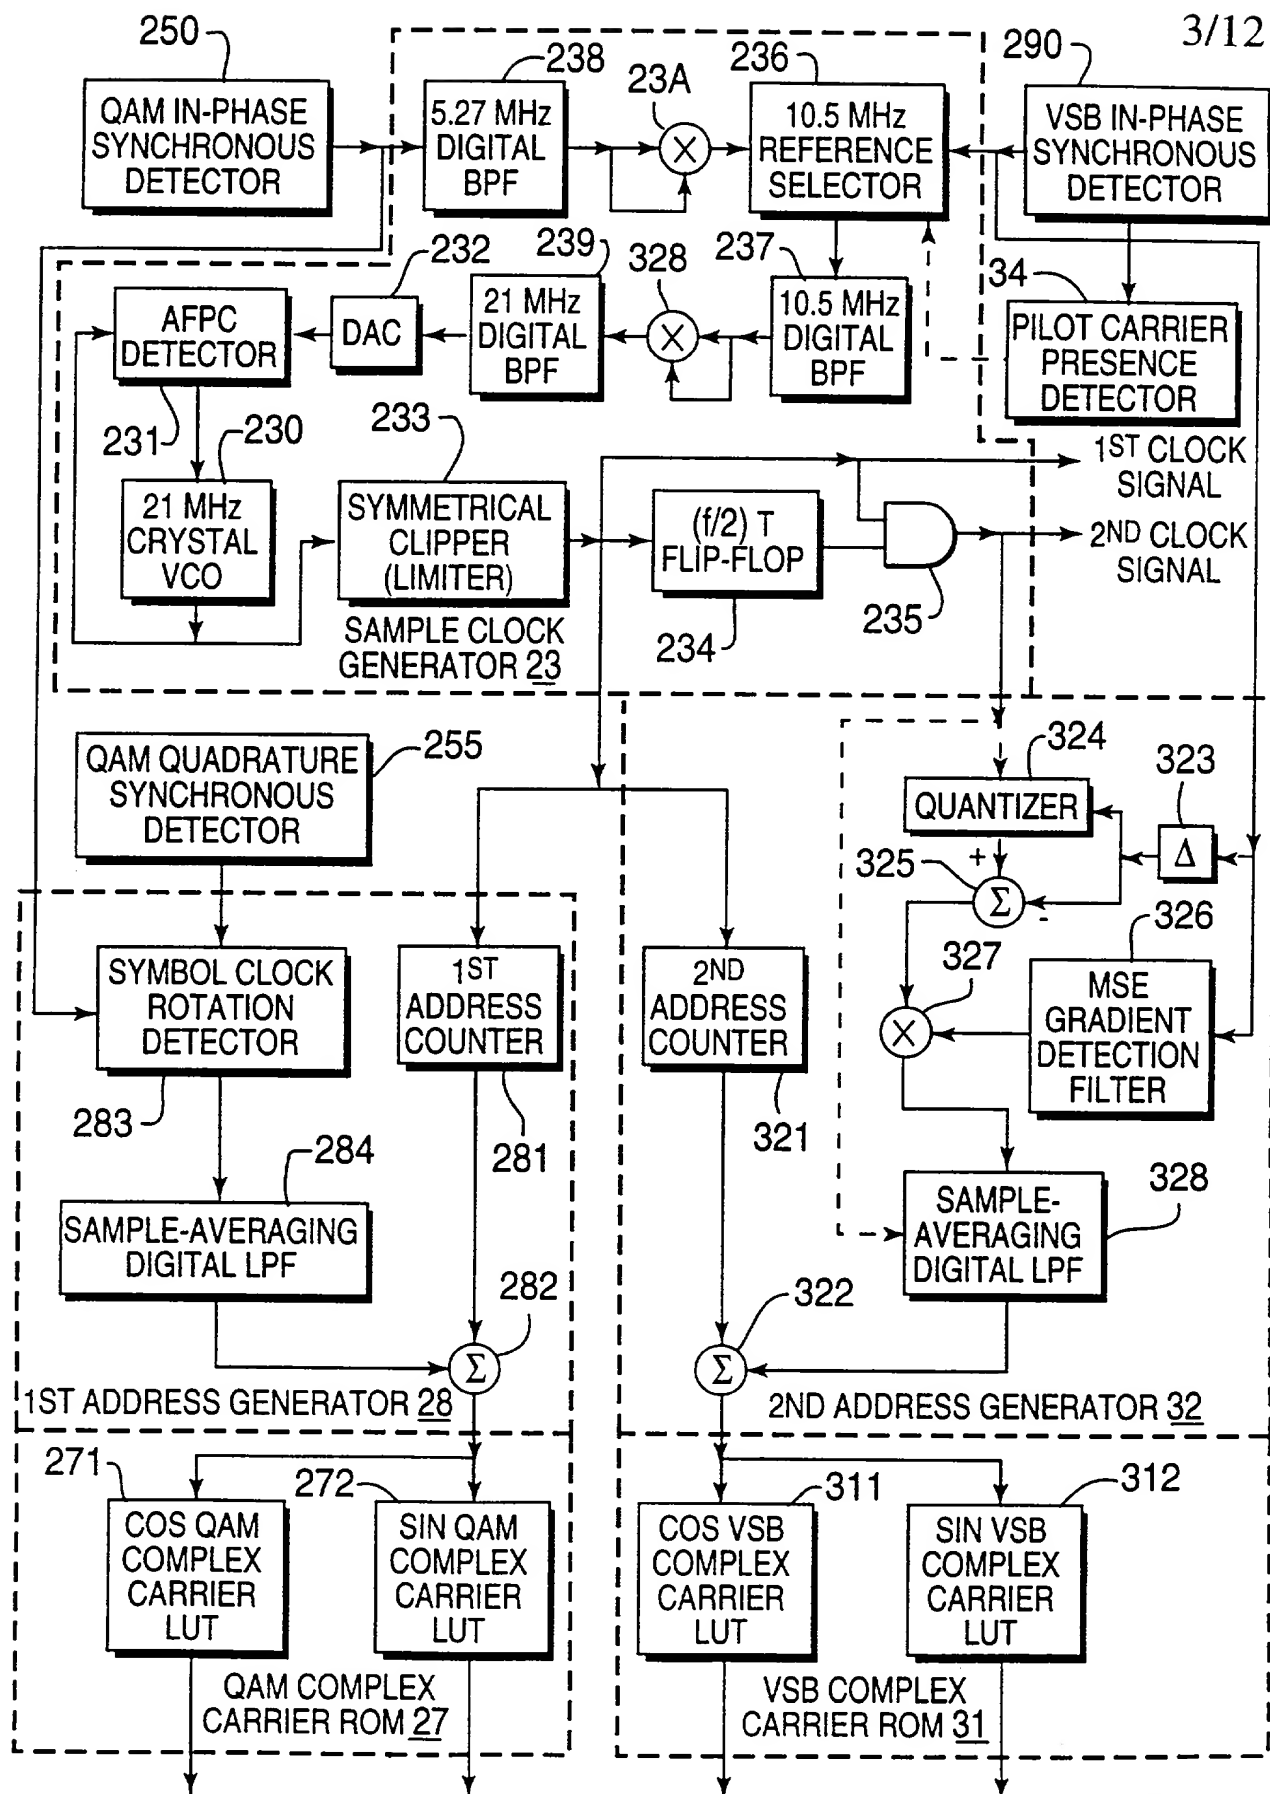 3/12
250
238
23A
236
290
QAM IN-PHASE
SYNCHRONOUS
DETECTOR
5.27 MHz
DIGITAL
BPF
X
10.5 MHz
REFERENCE
SELECTOR
VSB IN-PHASE
SYNCHRONOUS
DETECTOR
232
239
328
237
34
AFPC
DETECTOR
DAC
21 MHz
DIGITAL
BPF
X
10.5 MHz
DIGITAL
BPF
PILOT CARRIER
PRESENCE
DETECTOR
231
230
233
21 MHz
CRYSTAL
VCO
SYMMETRICAL
CLIPPER
(LIMITER)
(f/2) T
FLIP-FLOP
1ST CLOCK
SIGNAL
2ND CLOCK
SIGNAL
234
235
SAMPLE CLOCK
GENERATOR 23
255
QAM QUADRATURE
SYNCHRONOUS
DETECTOR
324
323
QUANTIZER
Δ
+
325
Σ
-
326
327
SYMBOL CLOCK
ROTATION
DETECTOR
1ST
ADDRESS
COUNTER
2ND
ADDRESS
COUNTER
X
MSE
GRADIENT
DETECTION
FILTER
283
281
321
284
328
SAMPLE-AVERAGING
DIGITAL LPF
SAMPLE-
AVERAGING
DIGITAL LPF
282
322
Σ
Σ
1ST ADDRESS GENERATOR 28
2ND ADDRESS GENERATOR 32
271
272
311
312
COS QAM
COMPLEX
CARRIER
LUT
SIN QAM
COMPLEX
CARRIER
LUT
COS VSB
COMPLEX
CARRIER
LUT
SIN VSB
COMPLEX
CARRIER
LUT
QAM COMPLEX
CARRIER ROM 27
VSB COMPLEX
CARRIER ROM 31